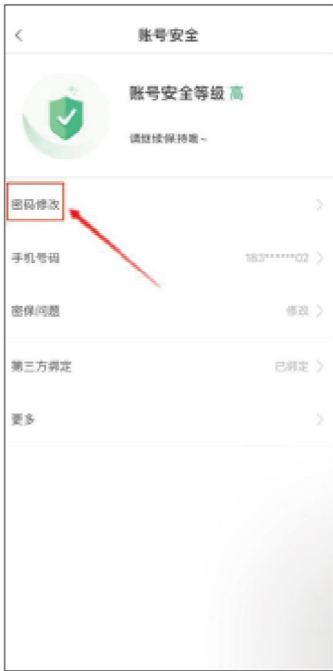 账号安全
账号安全等级 高
请继续保持哦~
密码修改
手机号码 183******02
密保问题 修改
第三方绑定 已绑定
更多